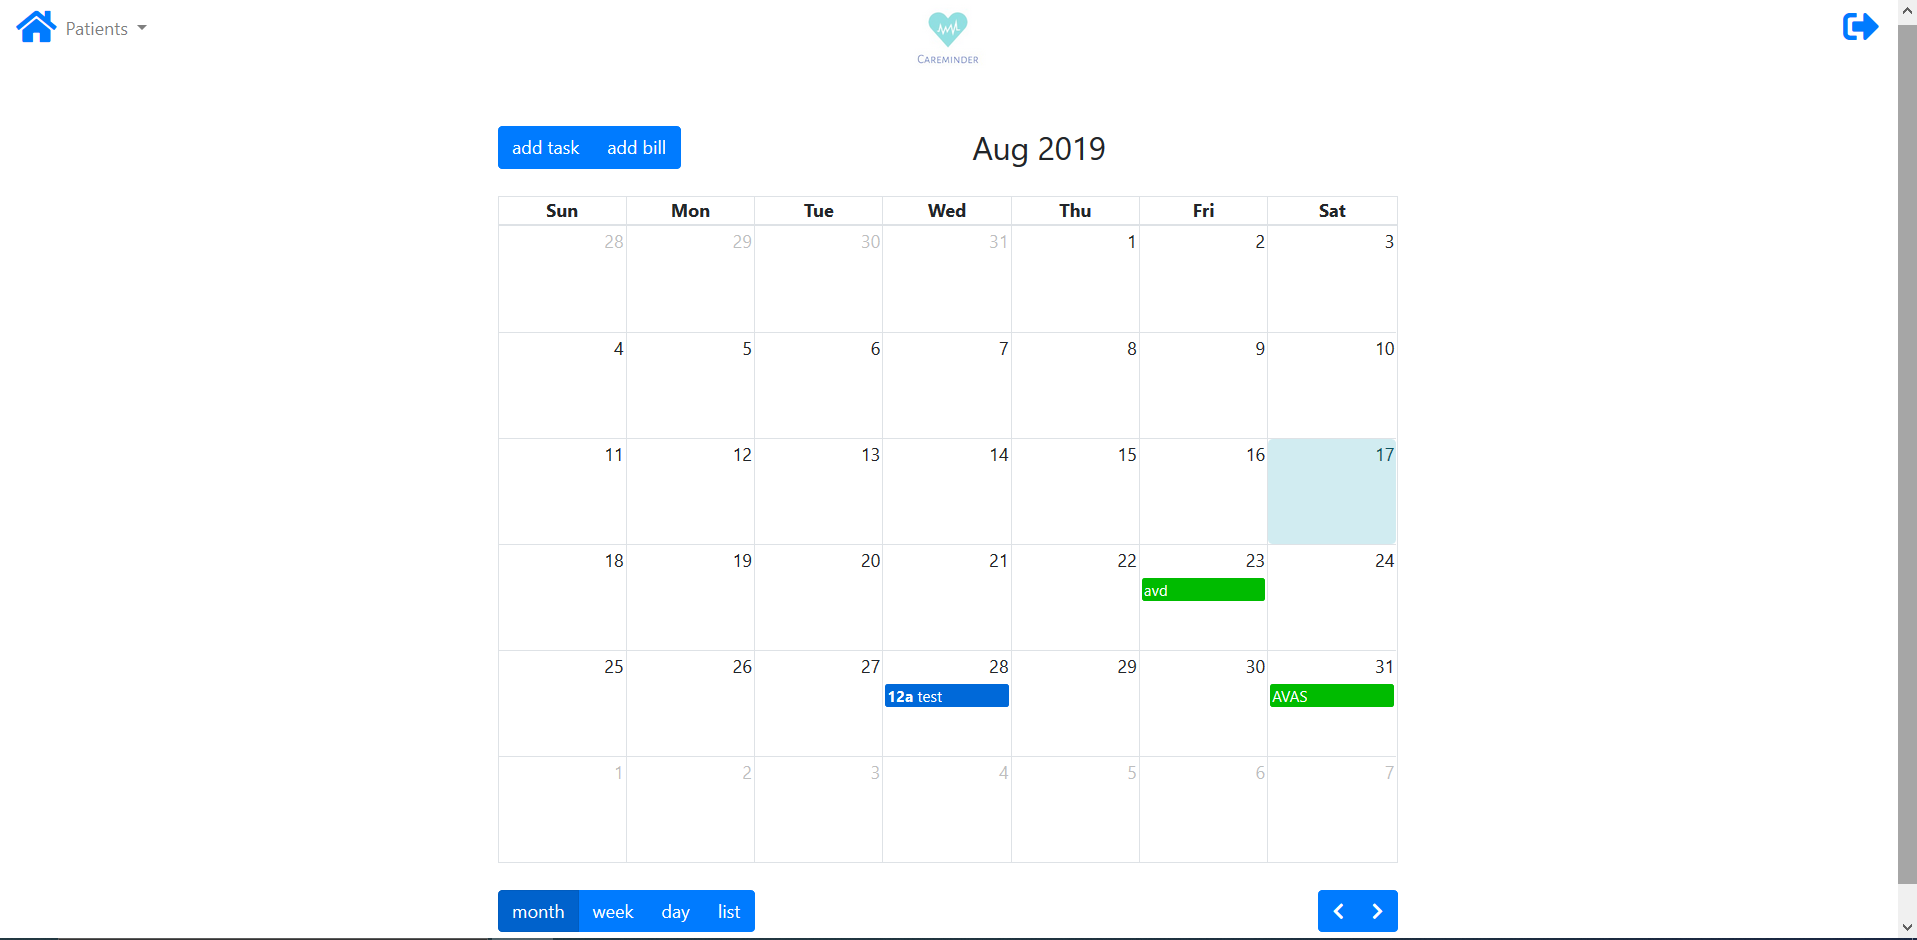 Patients
Careminder
add task add bill
Aug 2019
Sun Mon Tue Wed Thu Fri Sat
28 29 30 31 1 2 3
4 5 6 7 8 9 10
11 12 13 14 15 16 17
18 19 20 21 22 23 24
avd
25 26 27 28 29 30 31
12a test AVAS
1 2 3 4 5 6 7
month week day list